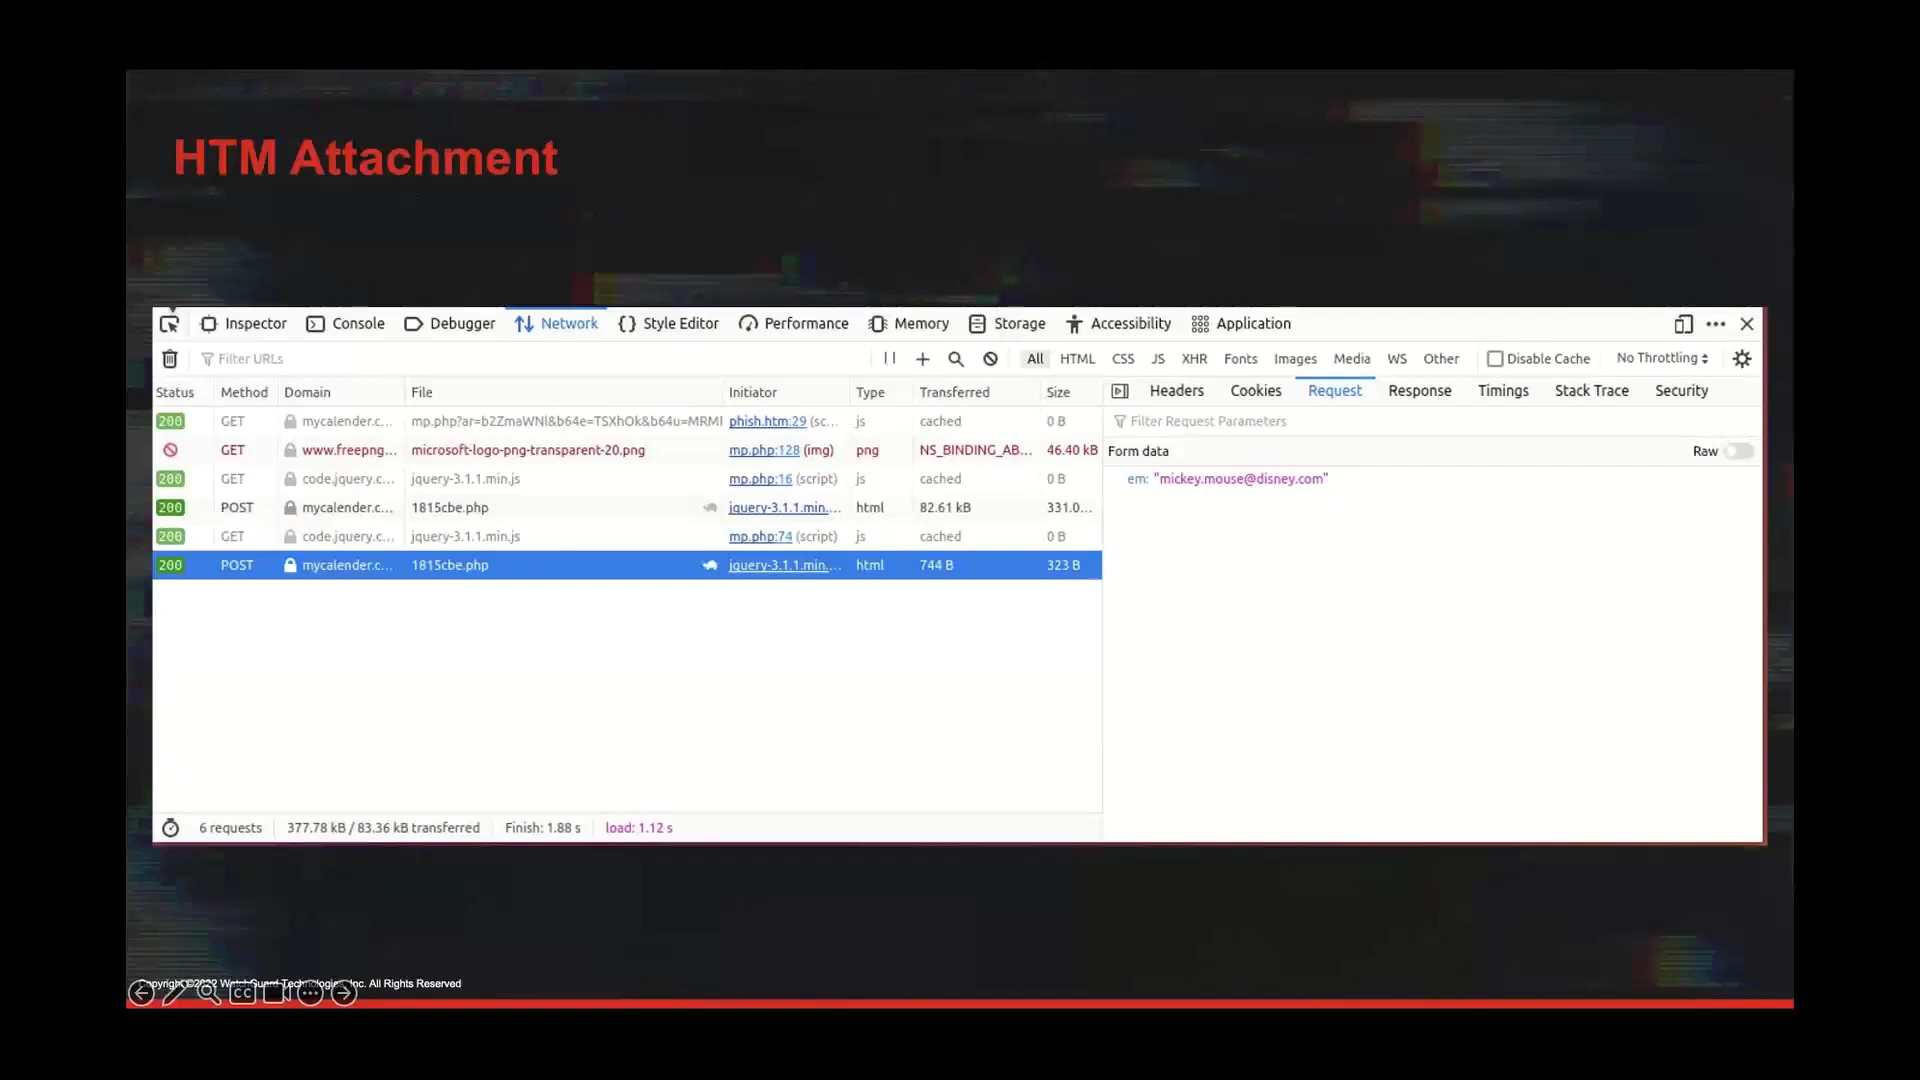 HTM Attachment
Inspector Console Debugger Network Style Editor Performance Memory Storage Accessibility Application
Filter URLs All HTML CSS JS XHR Fonts Images Media WS Other Disable Cache No Throttling
Status Method Domain File Initiator Type Transferred Size Headers Cookies Request Response Timings Stack Trace Security
200 GET mycalender.c... mp.php?ar=b2ZmaWNl&b64e=TSXhOk&b64u=MRMI phish.htm:29 (sc... js cached 0 B Filter Request Parameters
GET www.freepng... microsoft-logo-png-transparent-20.png mp.php:128 (img) png NS_BINDING_AB... 46.40 kB Form data Raw
200 GET code.jquery.c... jquery-3.1.1.min.js mp.php:16 (script) js cached 0 B em: "mickey.mouse@disney.com"
200 POST mycalender.c... 1815cbe.php jquery-3.1.1.min.... html 82.61 kB 331.0...
200 GET code.jquery.c... jquery-3.1.1.min.js mp.php:74 (script) js cached 0 B
200 POST mycalender.c... 1815cbe.php jquery-3.1.1.min.... html 744 B 323 B
6 requests 377.78 kB / 83.36 kB transferred Finish: 1.88 s load: 1.12 s
Copyright ©2022 WatchGuard Technologies, Inc. All Rights Reserved
CC